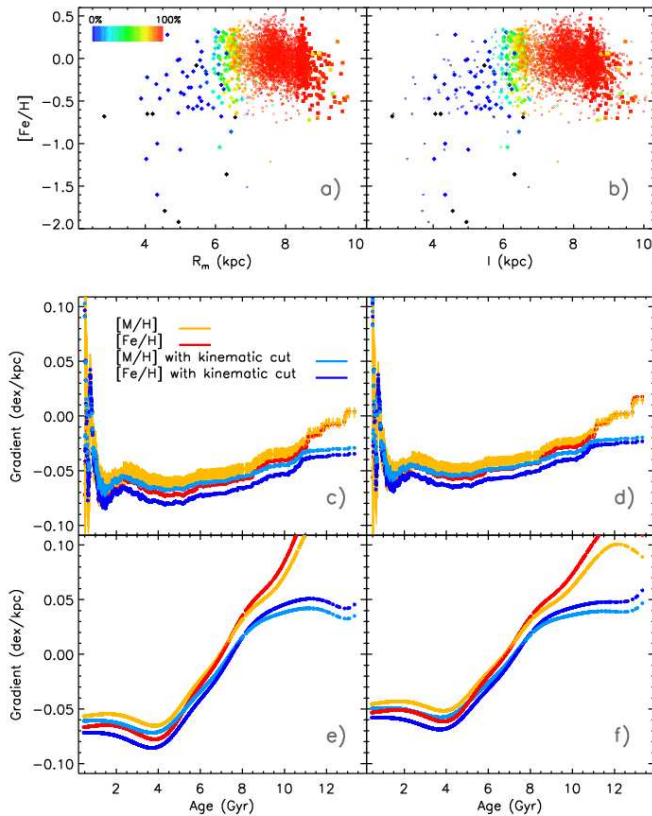 0% 100%
0.5
0.0
-0.5
-1.0
-1.5
-2.0
[Fe/H]
a)
b)
4 6 8 10
4 6 8 10
R_m (kpc)
l (kpc)
0.10
0.05
0.00
-0.05
-0.10
Gradient (dex/kpc)
[M/H]
[Fe/H]
[M/H] with kinematic cut
[Fe/H] with kinematic cut
c)
d)
0.10
0.05
0.00
-0.05
-0.10
Gradient (dex/kpc)
e)
f)
2 4 6 8 10 12
2 4 6 8 10 12
Age (Gyr)
Age (Gyr)